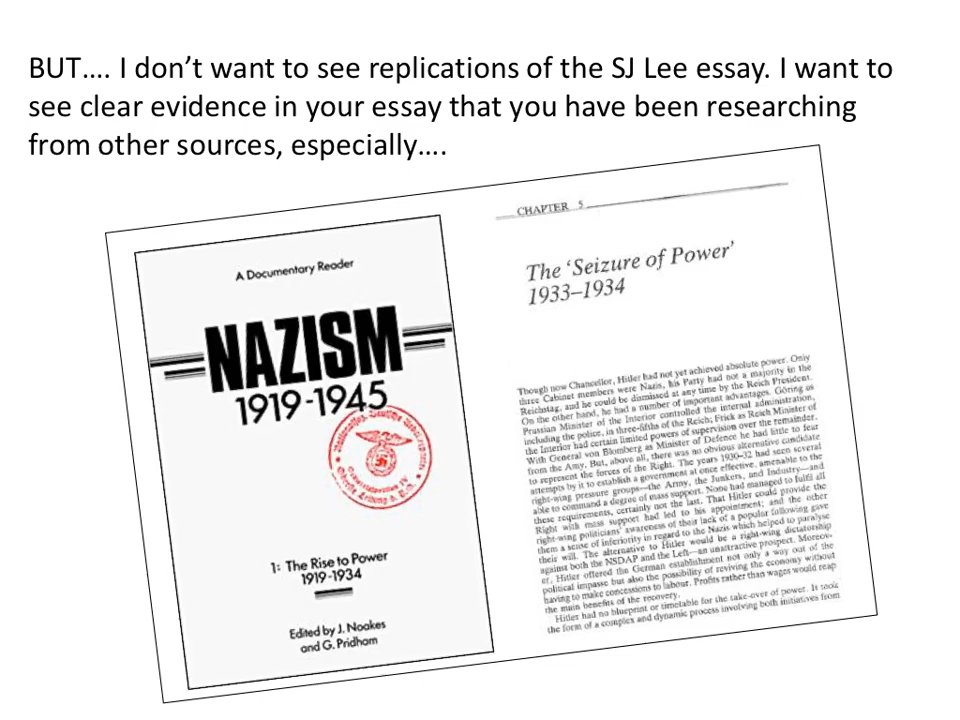 BUT…. I don’t want to see replications of the SJ Lee essay. I want to
see clear evidence in your essay that you have been researching
from other sources, especially….
A Documentary Reader
NAZISM
1919-1945
1: The Rise to Power
1919-1934
Edited by J. Noakes
and G. Pridham
CHAPTER 5
The ‘Seizure of Power’
1933–1934
Though now Chancellor, Hitler had not yet achieved absolute power. Only
three Cabinet members were Nazis, his Party had not a majority in the
Reichstag, and he could be dismissed at any time by the Reich President.
On the other hand, he had a number of important advantages. Göring as
Prussian Minister of the Interior controlled the internal administration,
including the police, in three-fifths of the Reich; Frick as Reich Minister of
the Interior had certain limited powers of supervision over the remainder.
With General von Blomberg as Minister of Defence he had little to fear
from the Army. But, above all, there was no obvious alternative candidate
to represent the forces of the Right. The years 1930–32 had seen several
attempts by it to establish a government at once effective, amenable to the
right-wing pressure groups—the Army, the Junkers, and Industry—and
able to command a degree of mass support. None had managed to fulfil all
these requirements, certainly not the last. That Hitler could provide the
Right with mass support had led to his appointment; and the other
right-wing politicians’ awareness of their lack of a popular following gave
them a sense of inferiority in regard to the Nazis which helped to paralyse
their will. The alternative to Hitler would be a right-wing dictatorship
against both the NSDAP and the Left—an unattractive prospect. Moreov-
er, Hitler offered the German establishment not only a way out of the
political impasse but also the possibility of reviving the economy without
having to make concessions to labour. Profits rather than wages would reap
the main benefits of the recovery.
Hitler had no blueprint or timetable for the take-over of power. It took
the form of a complex and dynamic process involving both initiatives from